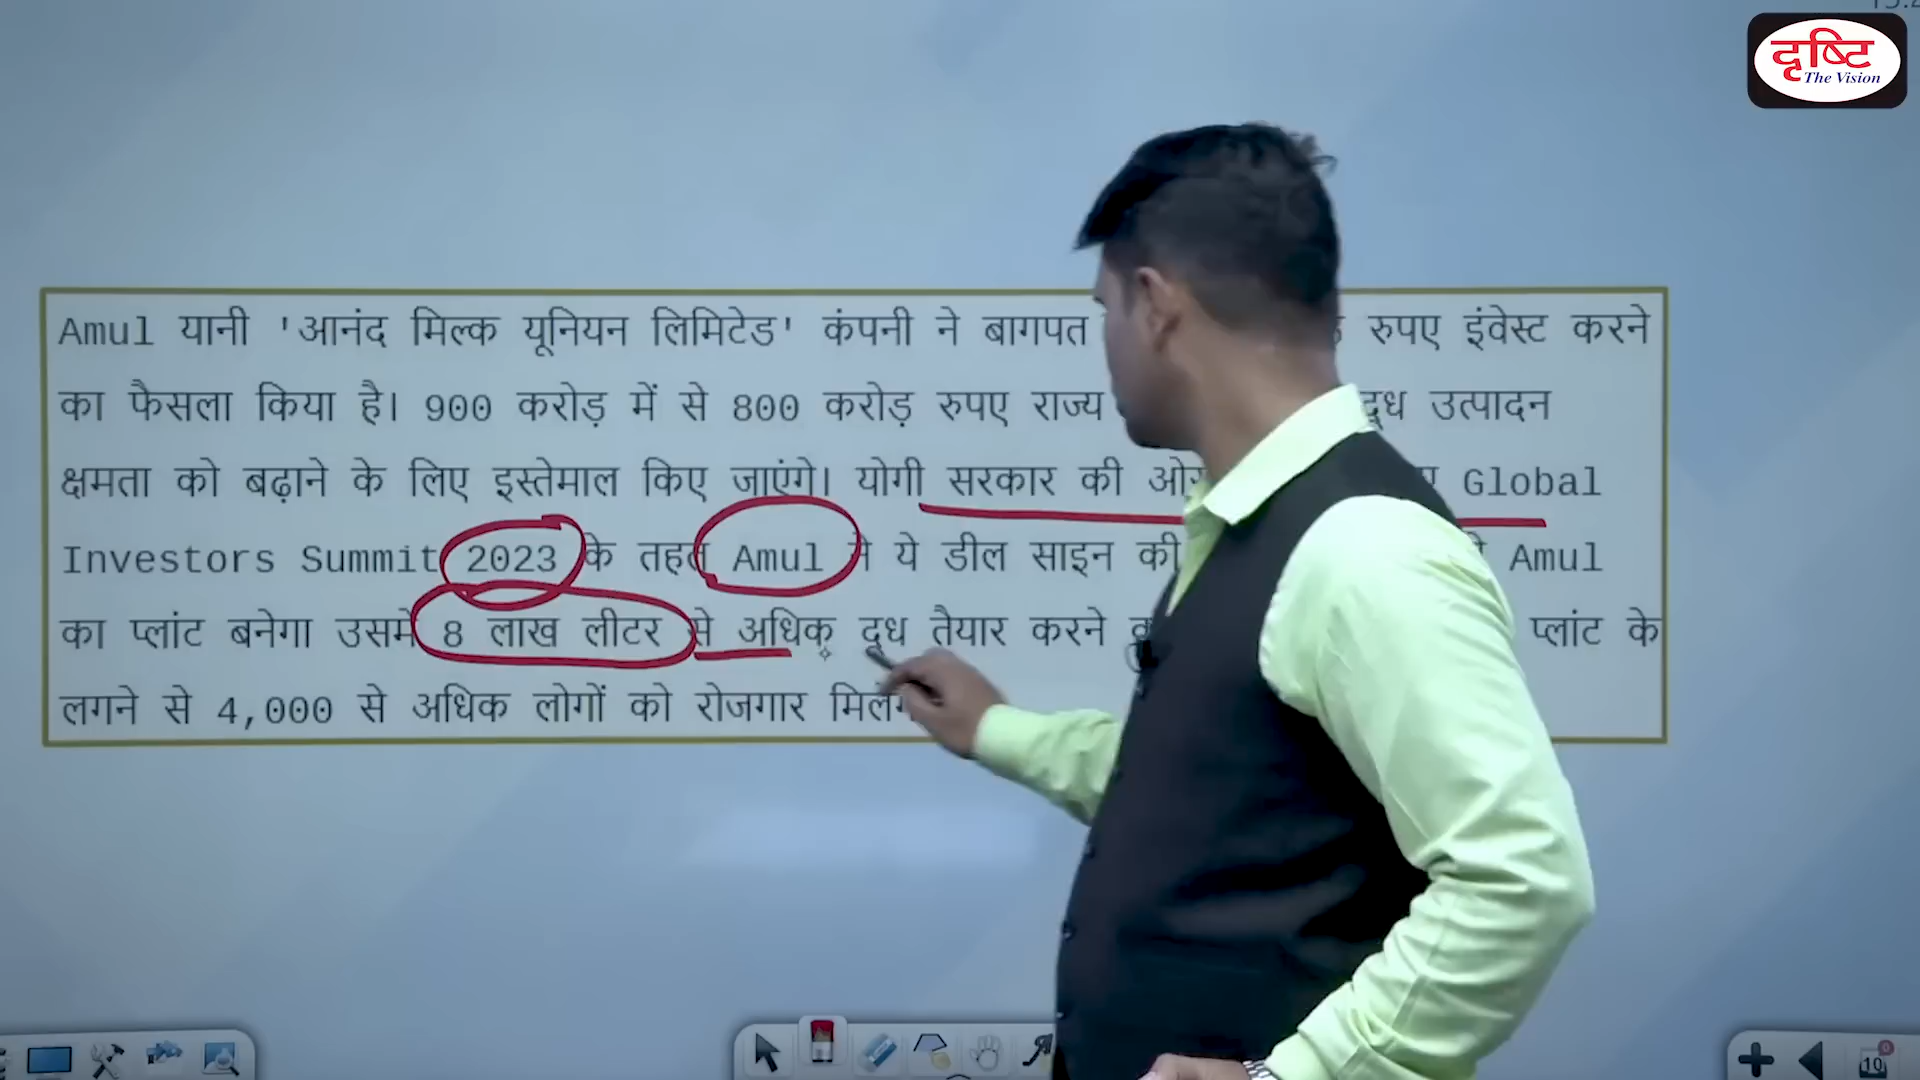 दृष्टि
The Vision
Amul यानी 'आनंद मिल्क यूनियन लिमिटेड' कंपनी ने बागपत रुपए इंवेस्ट करने
का फैसला किया है। 900 करोड़ में से 800 करोड़ रुपए राज्य दूध उत्पादन
क्षमता को बढ़ाने के लिए इस्तेमाल किए जाएंगे। योगी सरकार की ओर Global
Investors Summit 2023 के तहत Amul ने ये डील साइन की Amul
का प्लांट बनेगा उसमें 8 लाख लीटर से अधिक दूध तैयार करने प्लांट के
लगने से 4,000 से अधिक लोगों को रोजगार
10